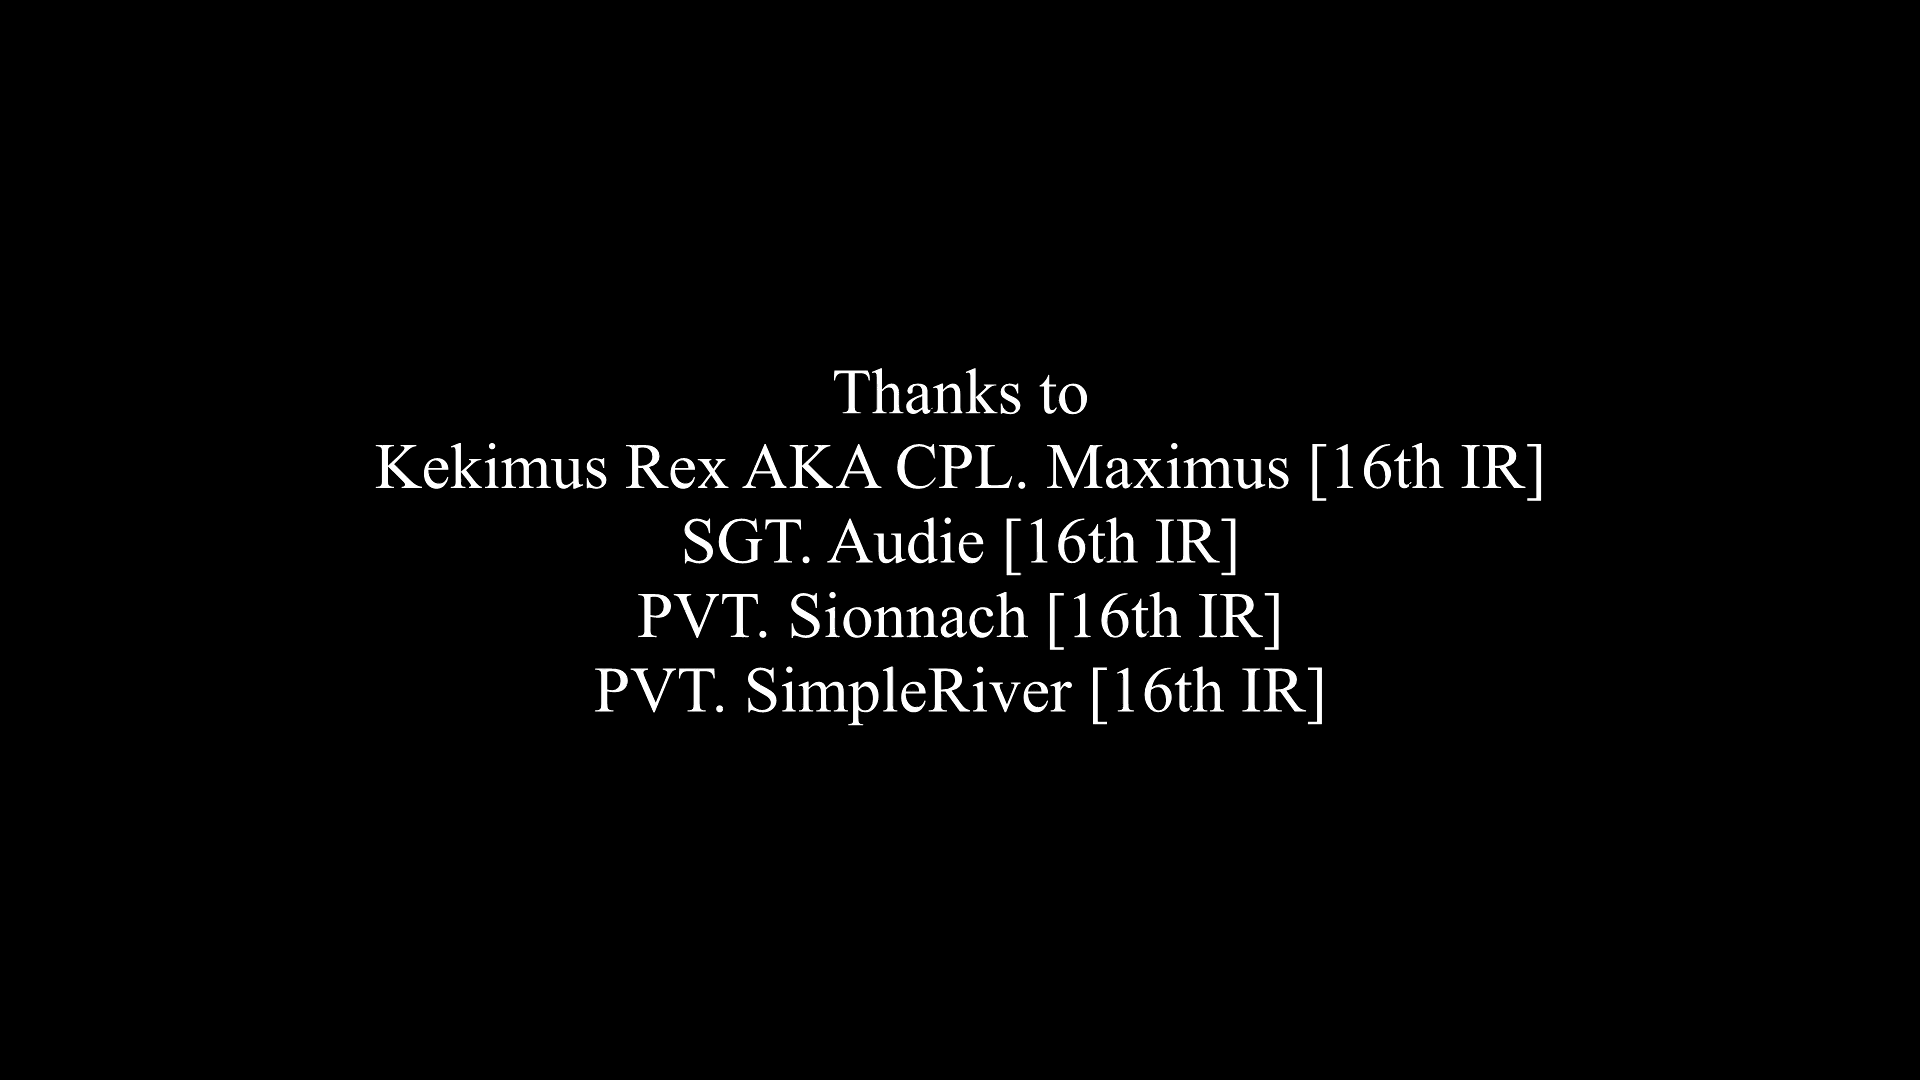 Thanks to
Kekimus Rex AKA CPL. Maximus [16th IR]
SGT. Audie [16th IR]
PVT. Sionnach [16th IR]
PVT. SimpleRiver [16th IR]